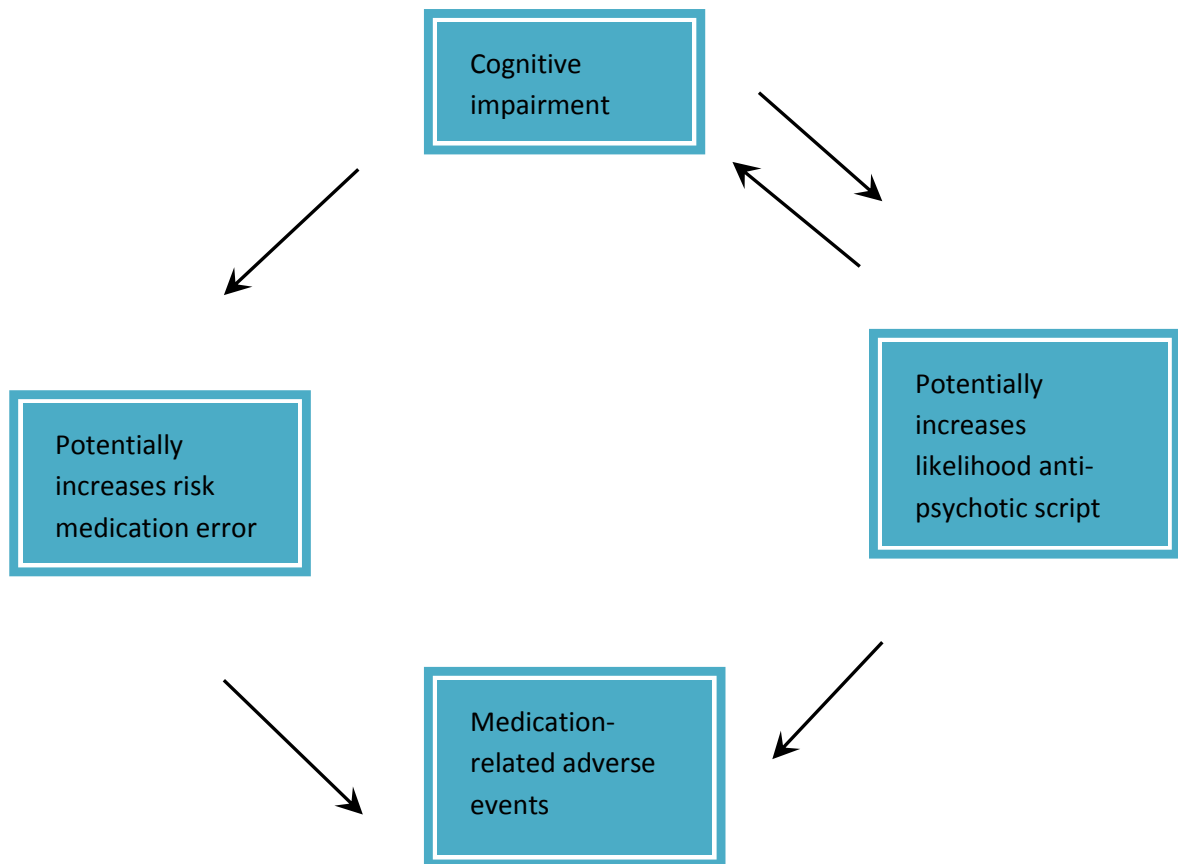 Cognitive
impairment
Potentially
increases
likelihood anti-
psychotic script
Potentially
increases risk
medication error
Medication-
related adverse
events